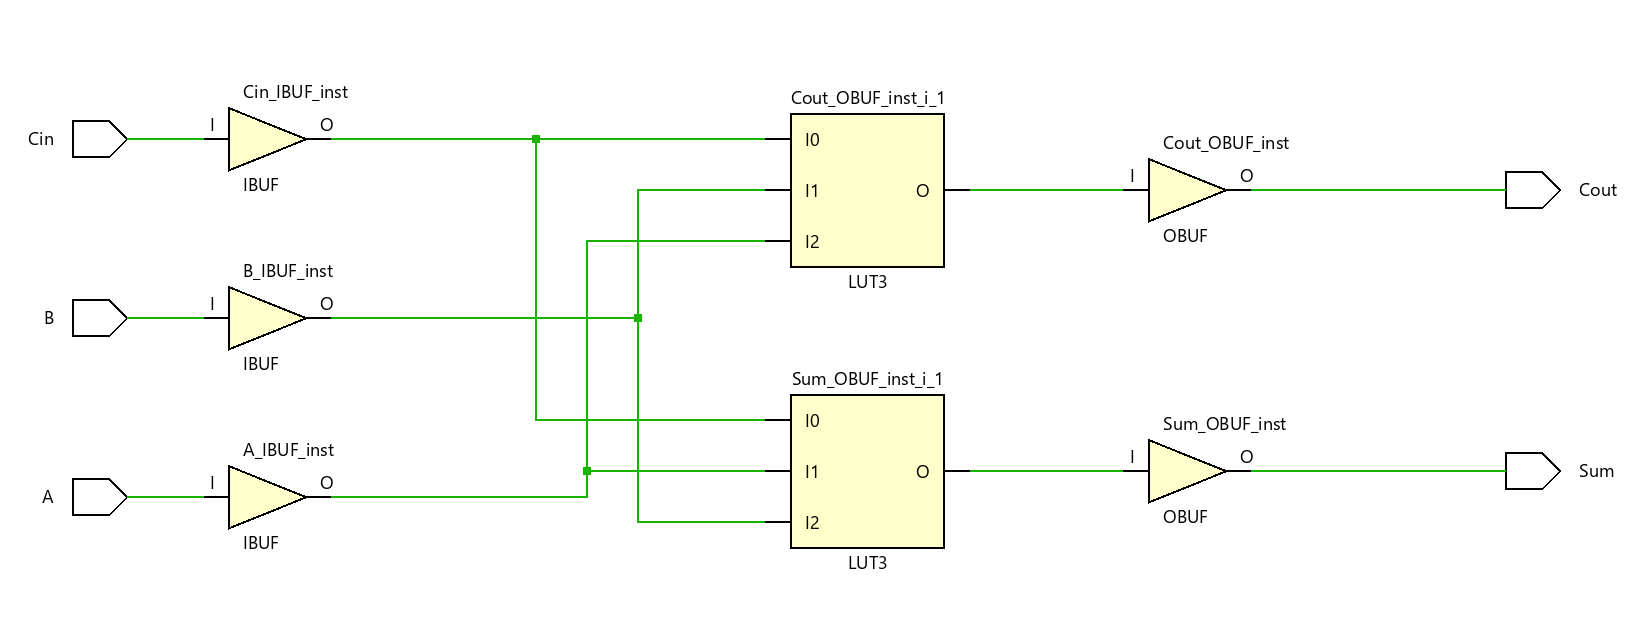 Cin_IBUF_inst
Cin
I
O
IBUF
B_IBUF_inst
B
I
O
IBUF
A_IBUF_inst
A
I
O
IBUF
Cout_OBUF_inst_i_1
I0
I1
I2
O
LUT3
Sum_OBUF_inst_i_1
I0
I1
I2
O
LUT3
Cout_OBUF_inst
I
O
OBUF
Cout
Sum_OBUF_inst
I
O
OBUF
Sum